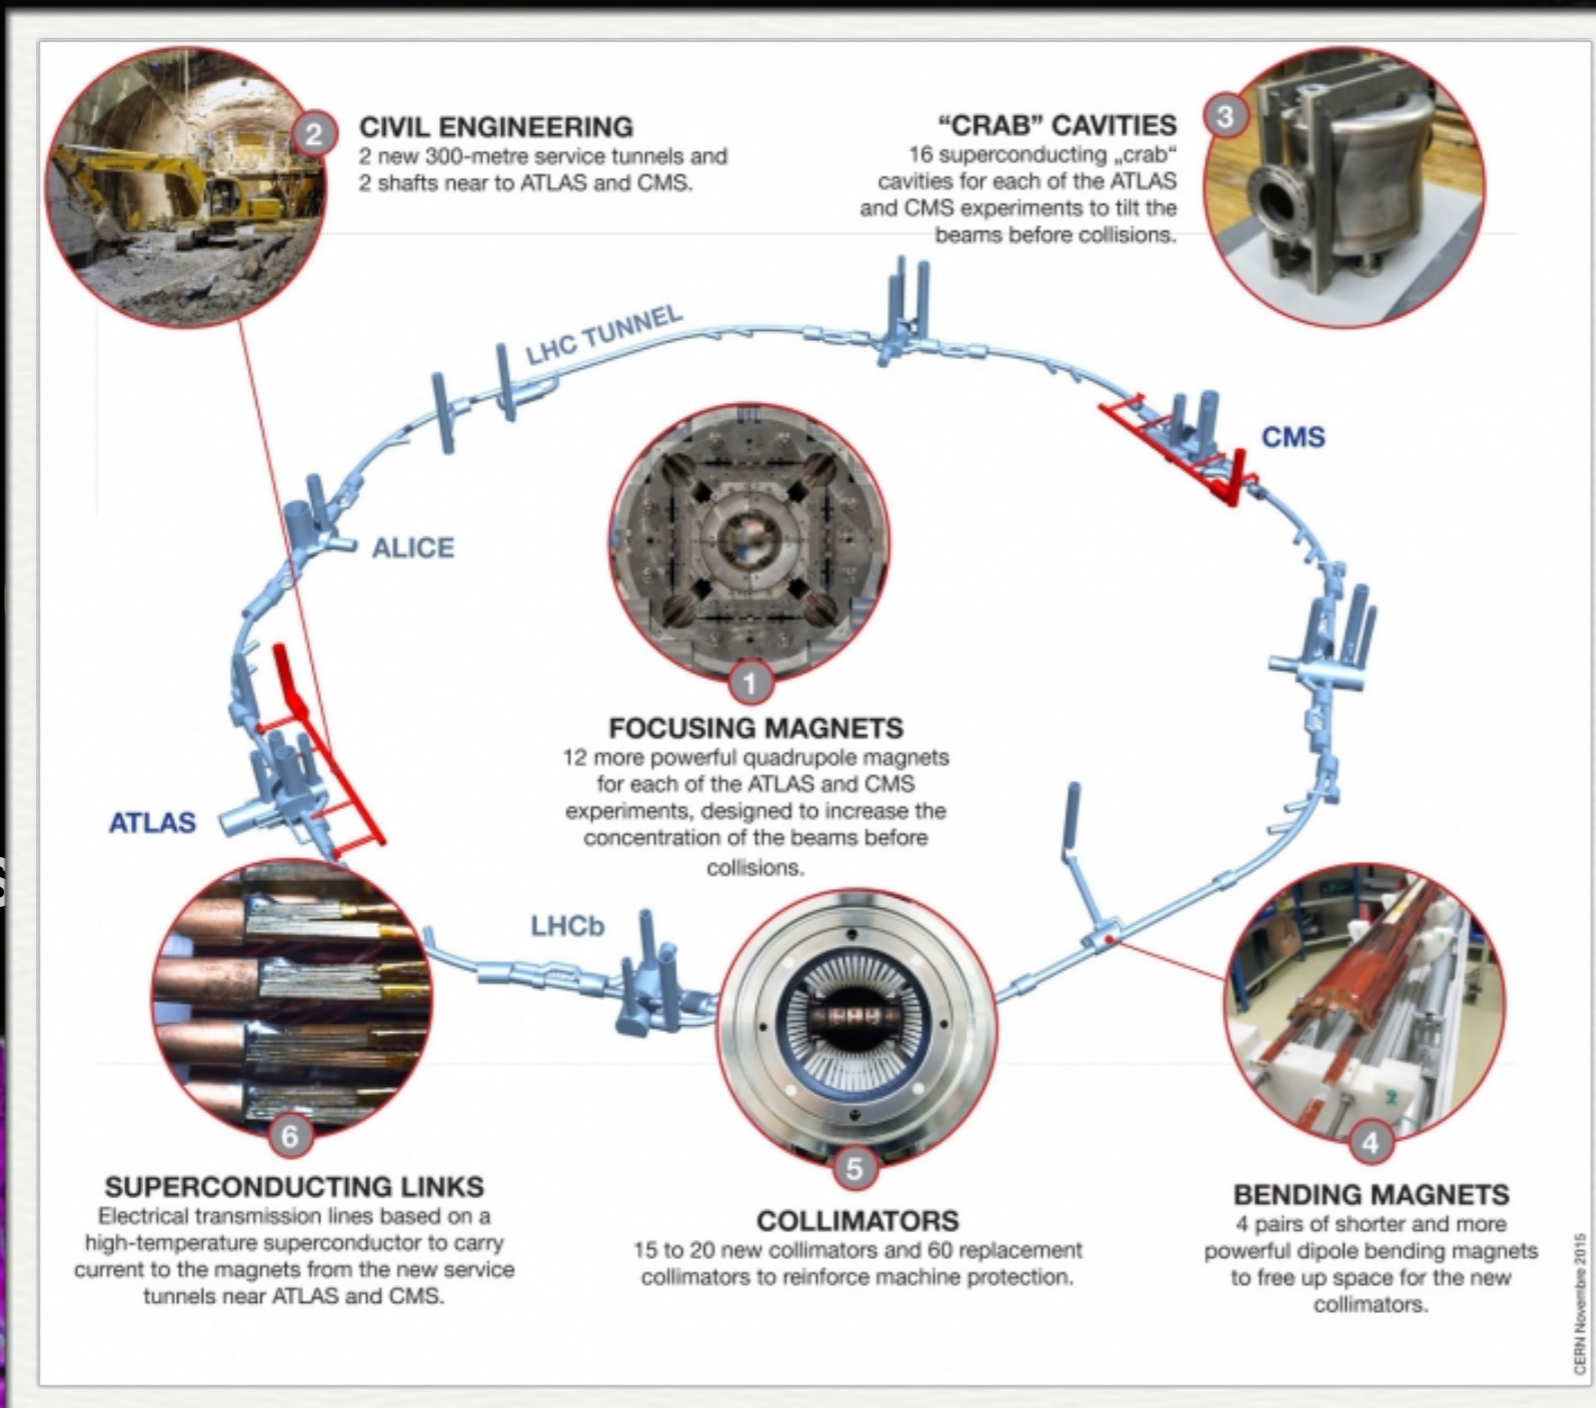 2
CIVIL ENGINEERING
2 new 300-metre service tunnels and
2 shafts near to ATLAS and CMS.
3
“CRAB” CAVITIES
16 superconducting „crab“
cavities for each of the ATLAS
and CMS experiments to tilt the
beams before collisions.
LHC TUNNEL
CMS
ALICE
1
FOCUSING MAGNETS
12 more powerful quadrupole magnets
for each of the ATLAS and CMS
experiments, designed to increase the
concentration of the beams before
collisions.
ATLAS
LHCb
6
SUPERCONDUCTING LINKS
Electrical transmission lines based on a
high-temperature superconductor to carry
current to the magnets from the new service
tunnels near ATLAS and CMS.
5
COLLIMATORS
15 to 20 new collimators and 60 replacement
collimators to reinforce machine protection.
4
BENDING MAGNETS
4 pairs of shorter and more
powerful dipole bending magnets
to free up space for the new
collimators.
CERN Novembre 2015